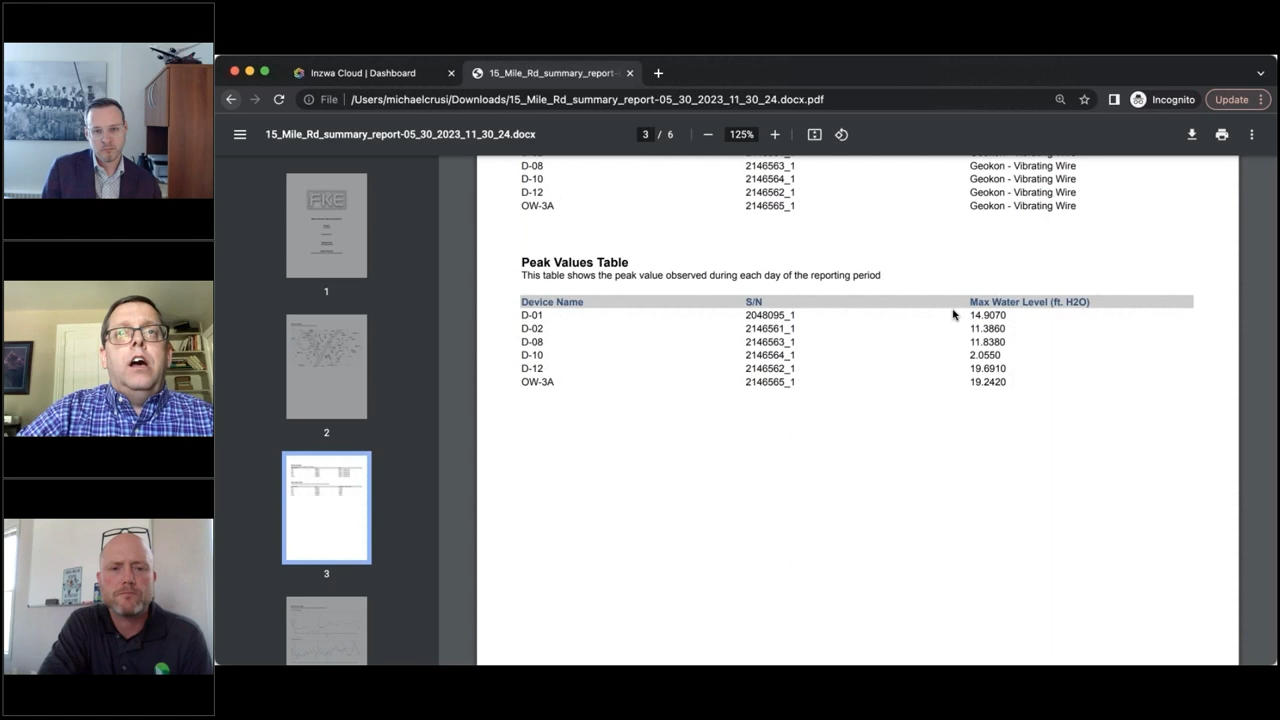 Inzwa Cloud | Dashboard
15_Mile_Rd_summary_report-
File
/Users/michaelcrusi/Downloads/15_Mile_Rd_summary_report-05_30_2023_11_30_24.docx.pdf
Incognito
Update
15_Mile_Rd_summary_report-05_30_2023_11_30_24.docx
3 / 6
125%
D-08 2146563_1 Geokon - Vibrating Wire
D-10 2146564_1 Geokon - Vibrating Wire
D-12 2146562_1 Geokon - Vibrating Wire
OW-3A 2146565_1 Geokon - Vibrating Wire
Peak Values Table
This table shows the peak value observed during each day of the reporting period
Device Name S/N Max Water Level (ft. H2O)
D-01 2048095_1 14.9070
D-02 2146561_1 11.3860
D-08 2146563_1 11.8380
D-10 2146564_1 2.0550
D-12 2146562_1 19.6910
OW-3A 2146565_1 19.2420
FKE
1
2
3